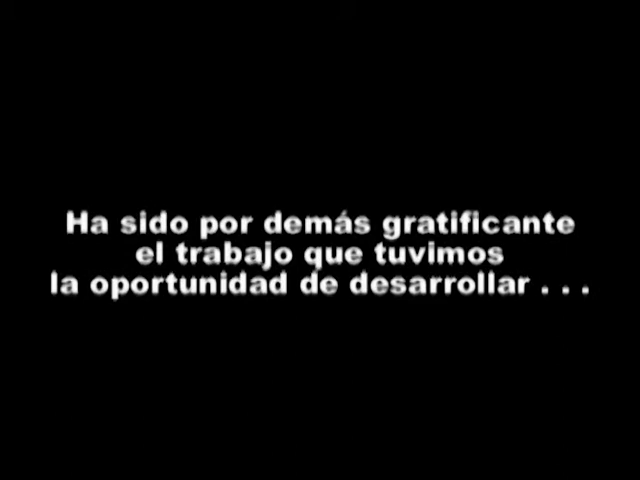 Ha sido por demás gratificante
el trabajo que tuvimos
la oportunidad de desarrollar . . .